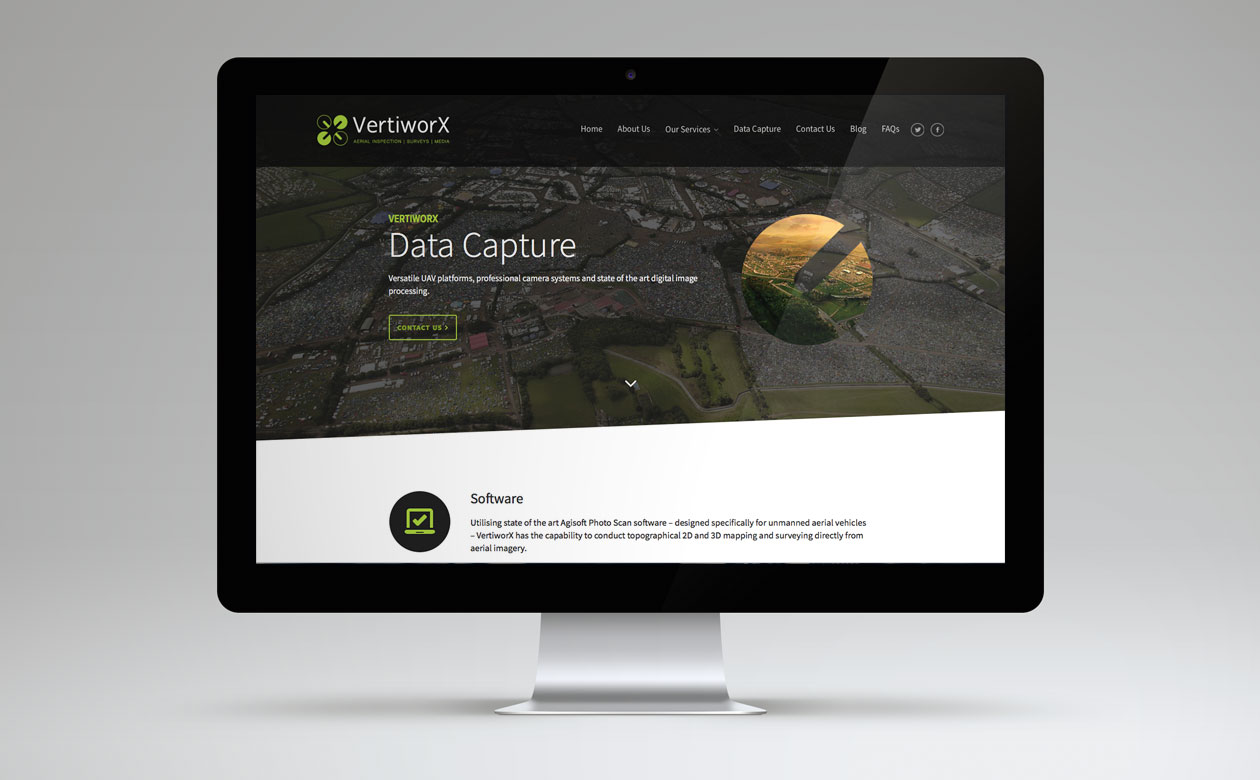 VertiworX
AERIAL INSPECTION | SURVEYS | MEDIA
Home About Us Our Services Data Capture Contact Us Blog FAQs
VERTIWORX
Data Capture
Versatile UAV platforms, professional camera systems and state of the art digital image
processing.
CONTACT US >
Software
Utilising state of the art Agisoft Photo Scan software – designed specifically for unmanned aerial vehicles
– VertiworX has the capability to conduct topographical 2D and 3D mapping and surveying directly from
aerial imagery.